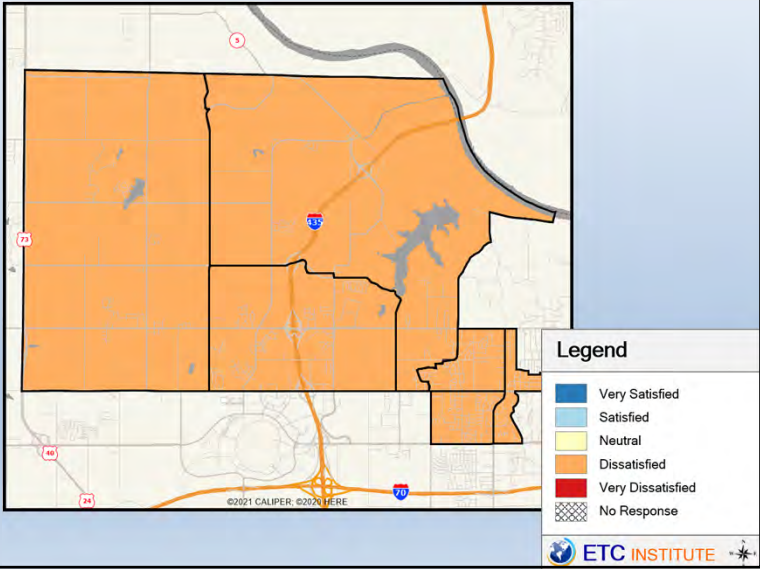 5
435
73
Legend
Very Satisfied
Satisfied
Neutral
Dissatisfied
Very Dissatisfied
No Response
40
24
70
©2021 CALIPER; ©2020 HERE
ETC INSTITUTE
N
W E
S